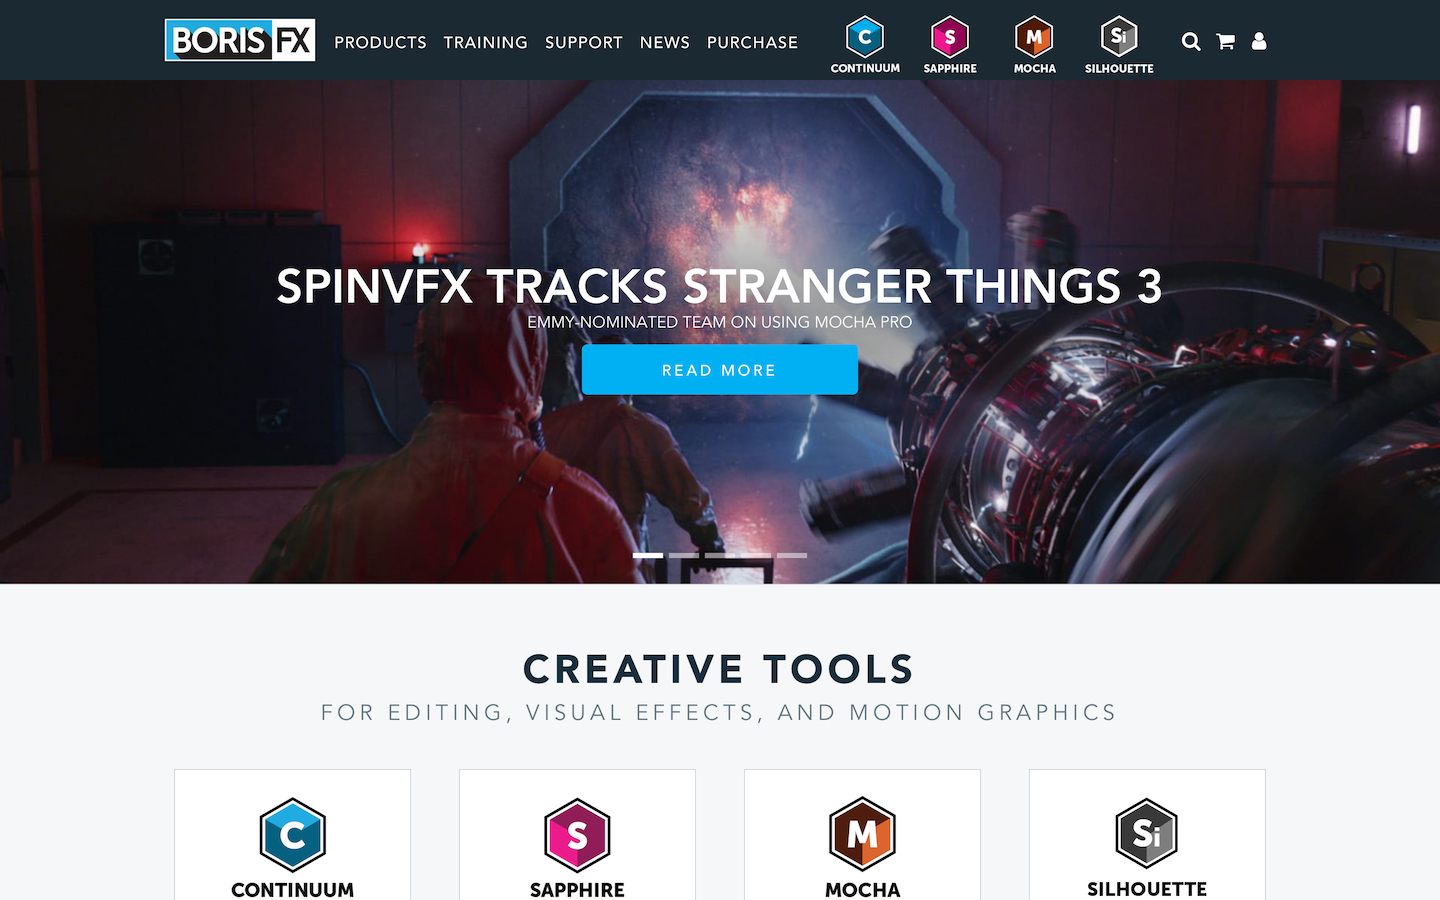 BORIS FX
PRODUCTS TRAINING SUPPORT NEWS PURCHASE
C S M Si
CONTINUUM SAPPHIRE MOCHA SILHOUETTE
SPINVFX TRACKS STRANGER THINGS 3
EMMY-NOMINATED TEAM ON USING MOCHA PRO
READ MORE
CREATIVE TOOLS
FOR EDITING, VISUAL EFFECTS, AND MOTION GRAPHICS
C S M Si
CONTINUUM SAPPHIRE MOCHA SILHOUETTE